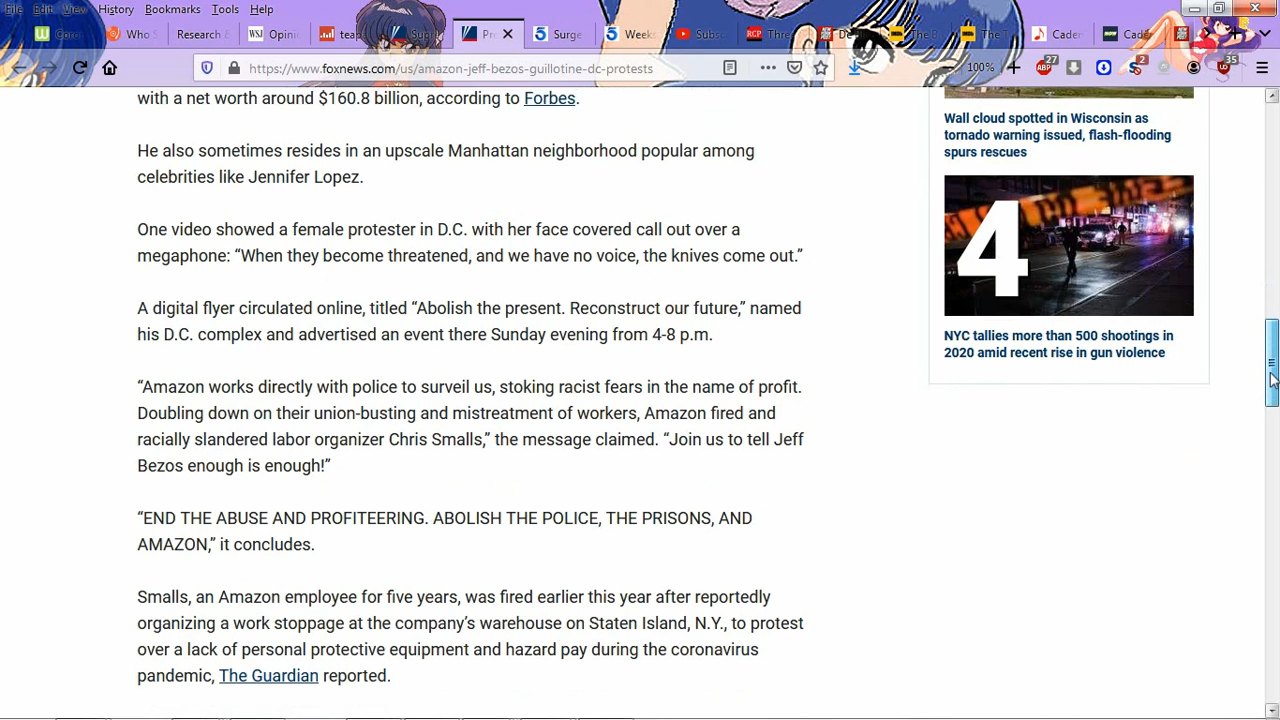 File Edit View History Bookmarks Tools Help
Coro Who S Research & Opini tea Supp Pr Surge Week Subsc Thre De The B The T Cade Cade
https://www.foxnews.com/us/amazon-jeff-bezos-guillotine-dc-protests 100% 27 2 35
with a net worth around $160.8 billion, according to Forbes.
He also sometimes resides in an upscale Manhattan neighborhood popular among
celebrities like Jennifer Lopez.
One video showed a female protester in D.C. with her face covered call out over a
megaphone: “When they become threatened, and we have no voice, the knives come out.”
A digital flyer circulated online, titled “Abolish the present. Reconstruct our future,” named
his D.C. complex and advertised an event there Sunday evening from 4-8 p.m.
“Amazon works directly with police to surveil us, stoking racist fears in the name of profit.
Doubling down on their union-busting and mistreatment of workers, Amazon fired and
racially slandered labor organizer Chris Smalls,” the message claimed. “Join us to tell Jeff
Bezos enough is enough!”
“END THE ABUSE AND PROFITEERING. ABOLISH THE POLICE, THE PRISONS, AND
AMAZON,” it concludes.
Smalls, an Amazon employee for five years, was fired earlier this year after reportedly
organizing a work stoppage at the company’s warehouse on Staten Island, N.Y., to protest
over a lack of personal protective equipment and hazard pay during the coronavirus
pandemic, The Guardian reported.
Wall cloud spotted in Wisconsin as
tornado warning issued, flash-flooding
spurs rescues
4
NYC tallies more than 500 shootings in
2020 amid recent rise in gun violence